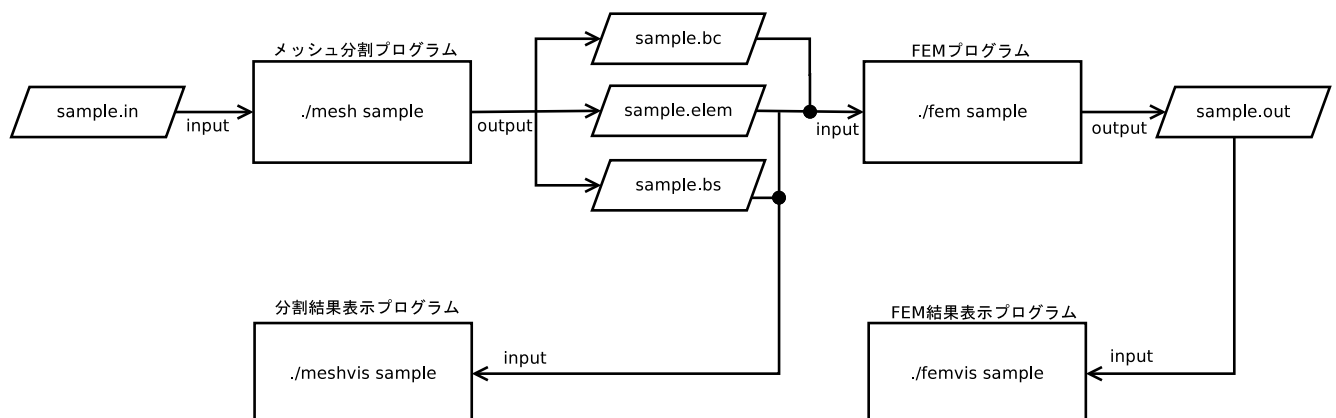 メッシュ分割プログラム
FEMプログラム
sample.in
input
./mesh sample
output
sample.bc
sample.elem
sample.bs
input
./fem sample
output
sample.out
分割結果表示プログラム
FEM結果表示プログラム
./meshvis sample
input
./femvis sample
input